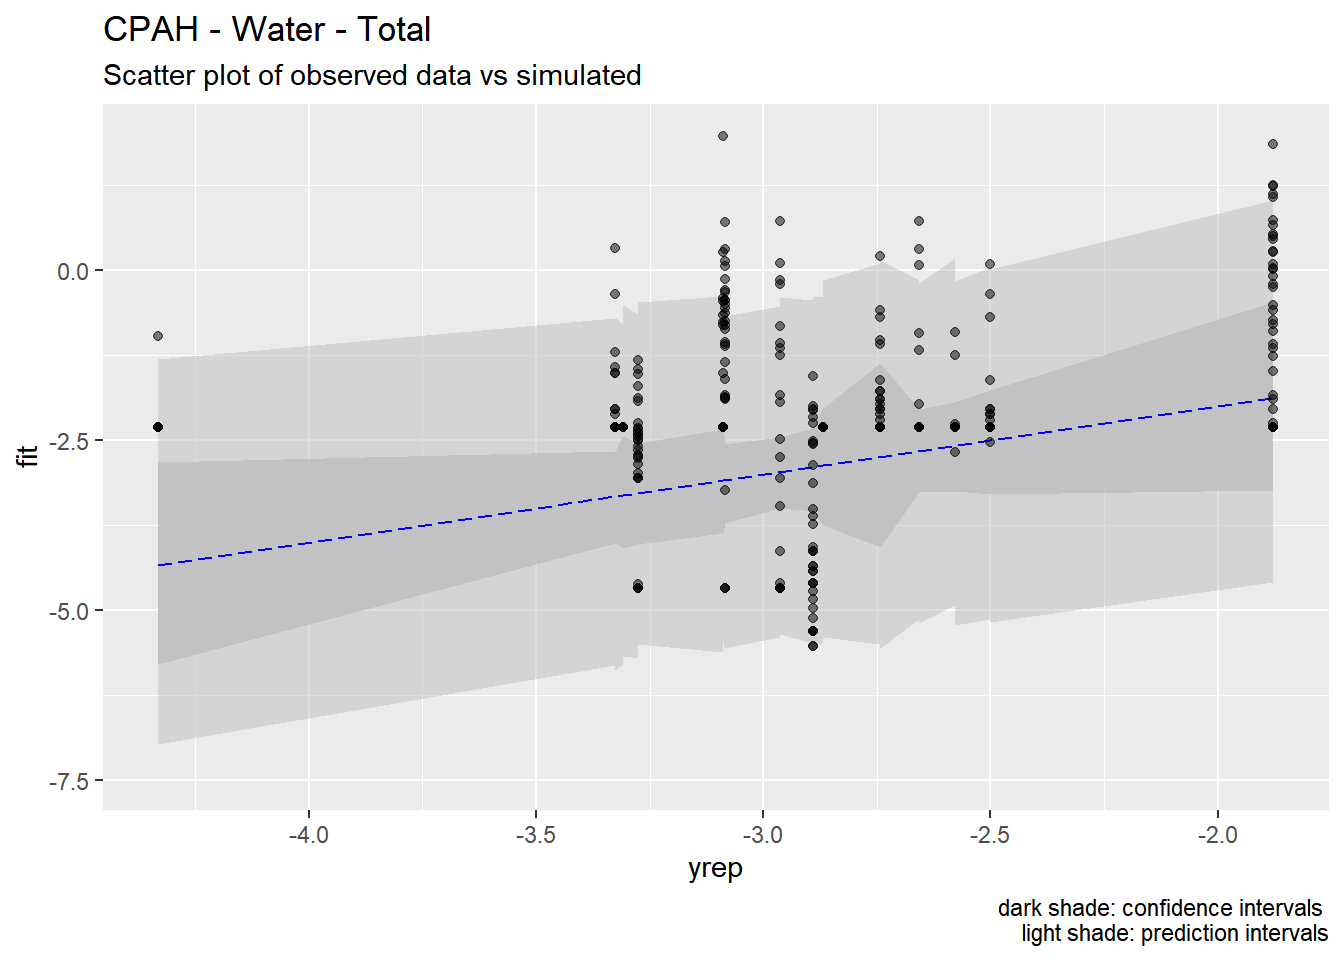 CPAH - Water - Total
Scatter plot of observed data vs simulated
fit
0.0
-2.5
-5.0
-7.5
-4.0
-3.5
-3.0
-2.5
-2.0
yrep
dark shade: confidence intervals
light shade: prediction intervals